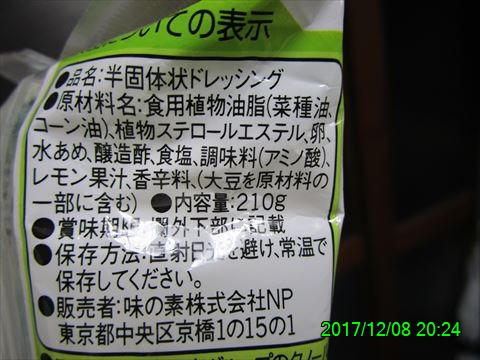 ついての表示
●品名:半固体状ドレッシング
●原材料名:食用植物油脂(菜種油、
コーン油)、植物ステロールエステル、卵、
水あめ、醸造酢、食塩、調味料(アミノ酸)、
レモン果汁、香辛料、(大豆を原材料の
一部に含む) ●内容量:210g
●賞味期限:欄外下部に記載
●保存方法:直射日光を避け、常温で
保存してください。
●販売者:味の素株式会社NP
東京都中央区京橋1の15の1
2017/12/08 20:24